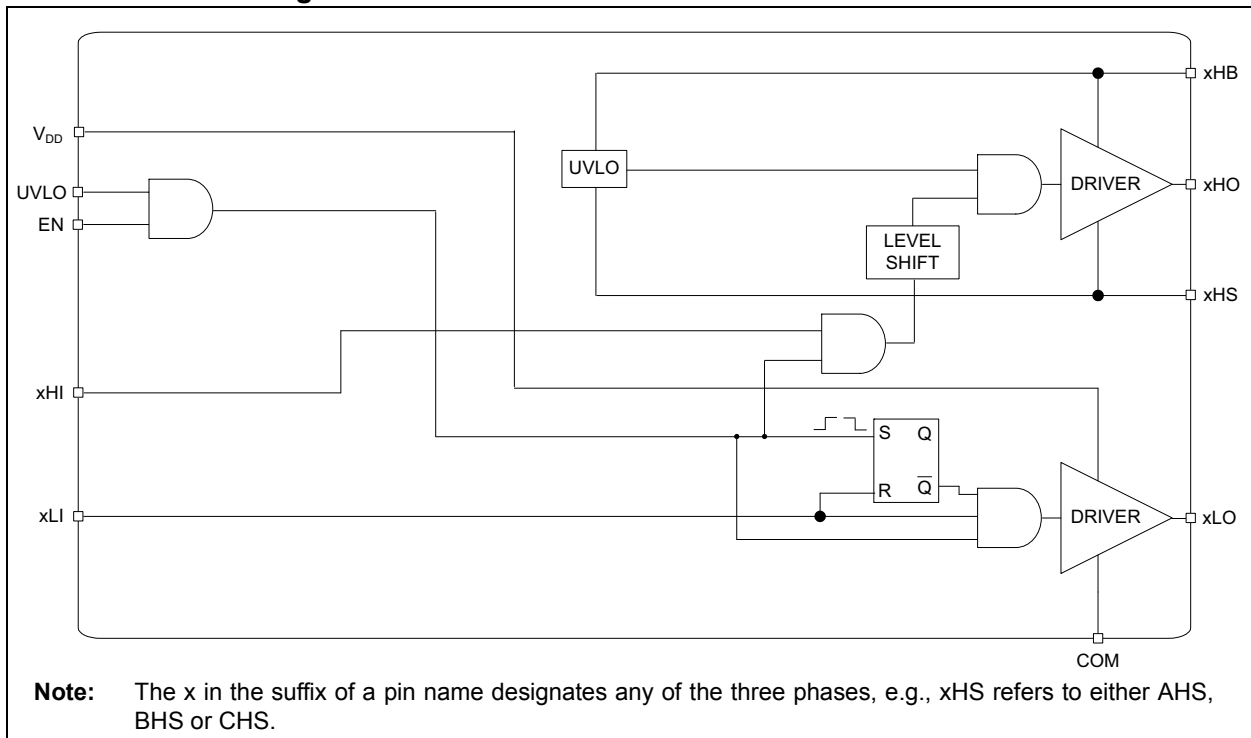 xHB
V_DD
UVLO
UVLO
EN
DRIVER
xHO
LEVEL
SHIFT
xHS
xHI
S Q
R Q̅
xLI
DRIVER
xLO
COM
Note: The x in the suffix of a pin name designates any of the three phases, e.g., xHS refers to either AHS,
BHS or CHS.